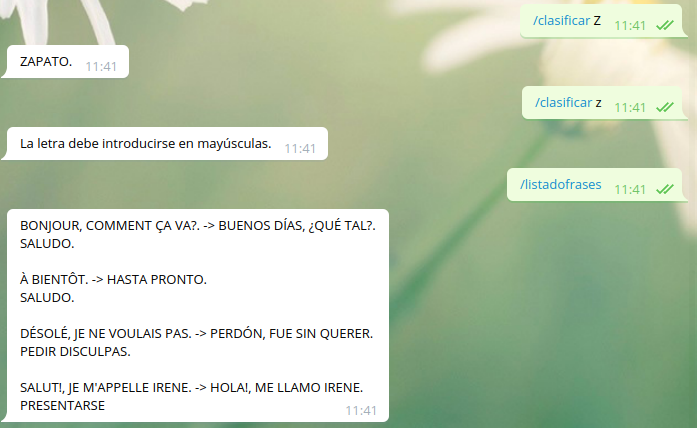 /clasificar Z 11:41
ZAPATO. 11:41
/clasificar z 11:41
La letra debe introducirse en mayúsculas. 11:41
/listadofrases 11:41
BONJOUR, COMMENT ÇA VA?. -> BUENOS DÍAS, ¿QUÉ TAL?.
SALUDO.
À BIENTÔT. -> HASTA PRONTO.
SALUDO.
DÉSOLÉ, JE NE VOULAIS PAS. -> PERDÓN, FUE SIN QUERER.
PEDIR DISCULPAS.
SALUT!, JE M'APPELLE IRENE. -> HOLA!, ME LLAMO IRENE.
PRESENTARSE 11:41